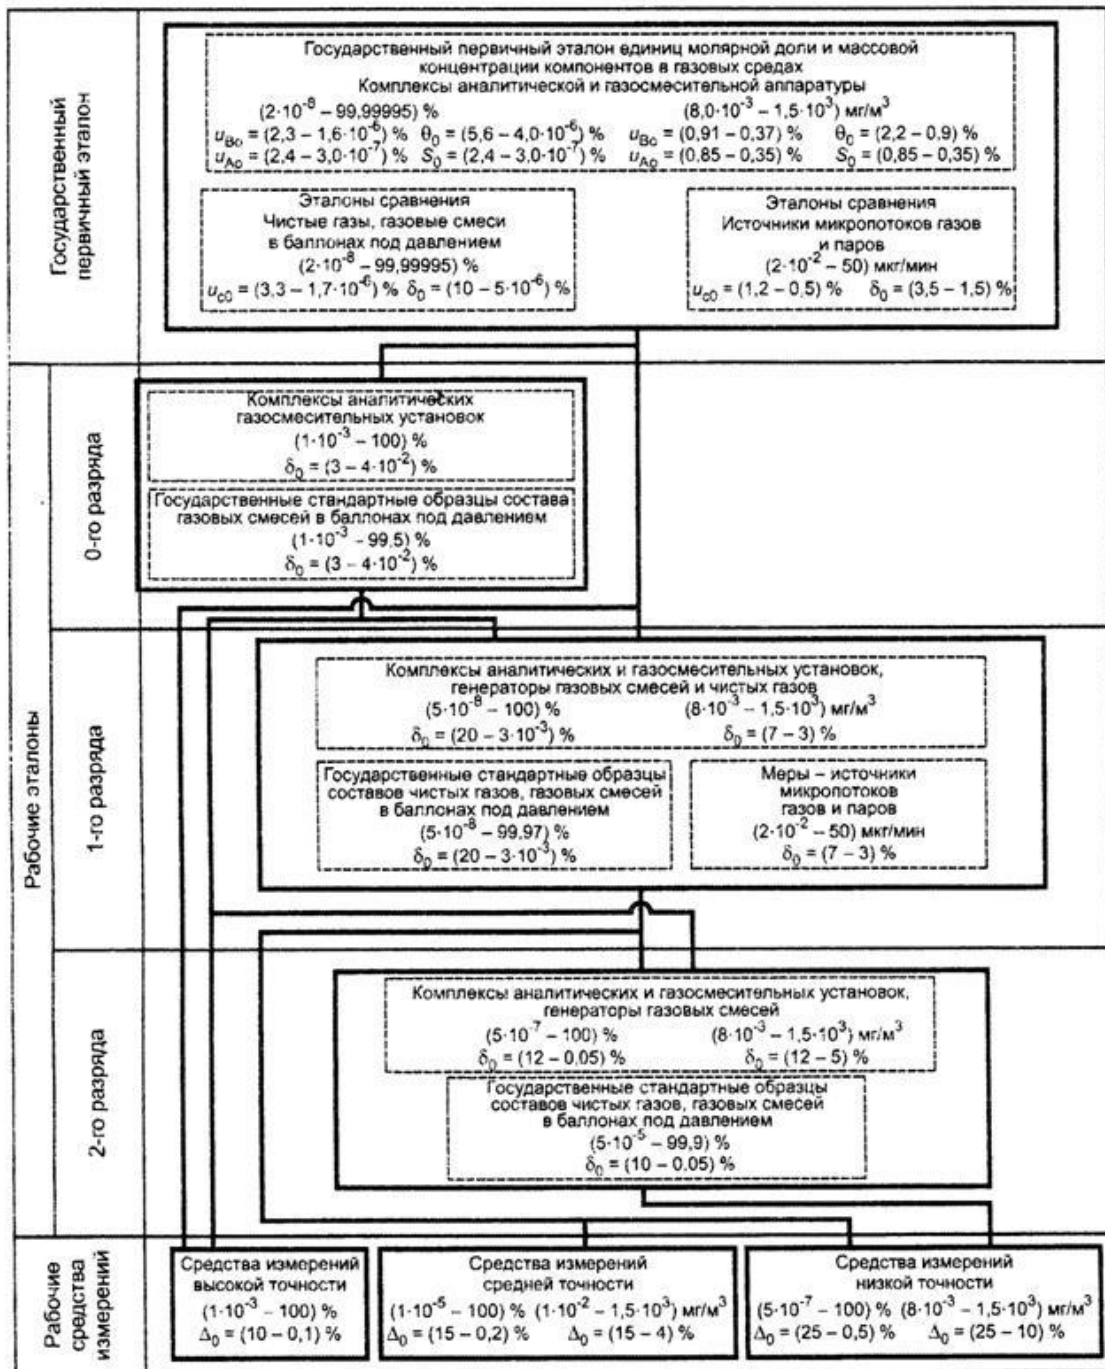 Государственный первичный эталон
Государственный первичный эталон единиц молярной доли и массовой
концентрации компонентов в газовых средах
Комплексы аналитической и газосмесительной аппаратуры
(2·10⁻⁸ – 99,99995) % (8,0·10⁻³ – 1,5·10³) мг/м³
u_Bo = (2,3 – 1,6·10⁻⁶) % θ₀ = (5,6 – 4,0·10⁻⁶) % u_Bo = (0,91 – 0,37) % θ₀ = (2,2 – 0,9) %
u_Ao = (2,4 – 3,0·10⁻⁷) % S₀ = (2,4 – 3,0·10⁻⁷) % u_Ao = (0,85 – 0,35) % S₀ = (0,85 – 0,35) %
Эталоны сравнения
Чистые газы, газовые смеси
в баллонах под давлением
(2·10⁻⁸ – 99,99995) %
u_c0 = (3,3 – 1,7·10⁻⁶) % δ₀ = (10 – 5·10⁻⁶) %
Эталоны сравнения
Источники микропотоков газов
и паров
(2·10⁻² – 50) мкг/мин
u_c0 = (1,2 – 0,5) % δ₀ = (3,5 – 1,5) %
Рабочие эталоны
0-го разряда
Комплексы аналитических
газосмесительных установок
(1·10⁻³ – 100) %
δ₀ = (3 – 4·10⁻²) %
Государственные стандартные образцы состава
газовых смесей в баллонах под давлением
(1·10⁻³ - 99,5) %
δ₀ = (3 – 4·10⁻²) %
1-го разряда
Комплексы аналитических и газосмесительных установок,
генераторы газовых смесей и чистых газов
(5·10⁻⁸ – 100) % (8·10⁻³ – 1,5·10³) мг/м³
δ₀ = (20 – 3·10⁻³) % δ₀ = (7 – 3) %
Государственные стандартные образцы
составов чистых газов, газовых смесей
в баллонах под давлением
(5·10⁻⁸ – 99,97) %
δ₀ = (20 – 3·10⁻³) %
Меры – источники
микропотоков
газов и паров
(2·10⁻² – 50) мкг/мин
δ₀ = (7 – 3) %
2-го разряда
Комплексы аналитических и газосмесительных установок,
генераторы газовых смесей
(5·10⁻⁷ – 100) % (8·10⁻³ – 1,5·10³) мг/м³
δ₀ = (12 – 0,05) % δ₀ = (12 – 5) %
Государственные стандартные образцы
составов чистых газов, газовых смесей
в баллонах под давлением
(5·10⁻⁵ – 99,9) %
δ₀ = (10 – 0,05) %
Рабочие
средства
измерений
Средства измерений
высокой точности
(1·10⁻³ – 100) %
Δ₀ = (10 – 0,1) %
Средства измерений
средней точности
(1·10⁻⁵ – 100) % (1·10⁻² – 1,5·10³) мг/м³
Δ₀ = (15 – 0,2) % Δ₀ = (15 – 4) %
Средства измерений
низкой точности
(5·10⁻⁷ – 100) % (8·10⁻³ – 1,5·10³) мг/м³
Δ₀ = (25 – 0,5) % Δ₀ = (25 – 10) %